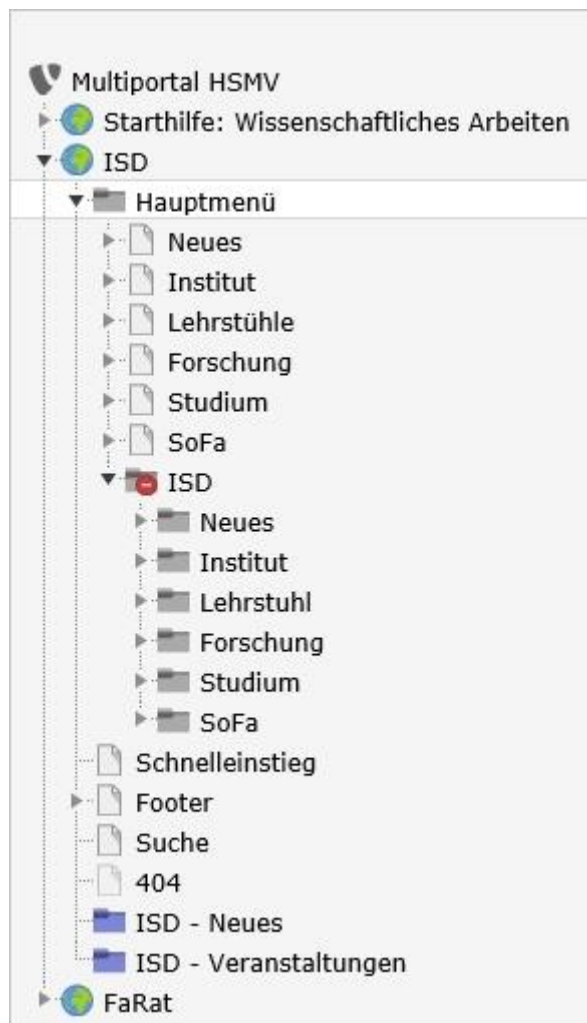 Multiportal HSMV
Starthilfe: Wissenschaftliches Arbeiten
ISD
Hauptmenü
Neues
Institut
Lehrstühle
Forschung
Studium
SoFa
ISD
Neues
Institut
Lehrstuhl
Forschung
Studium
SoFa
Schnelleinstieg
Footer
Suche
404
ISD - Neues
ISD - Veranstaltungen
FaRat